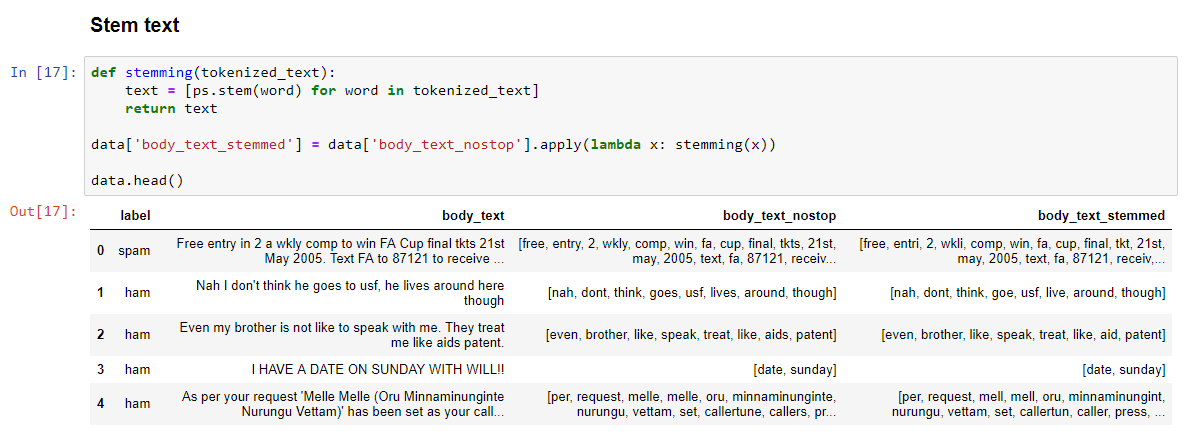 Stem text
In [17]: def stemming(tokenized_text):
    text = [ps.stem(word) for word in tokenized_text]
    return text
data['body_text_stemmed'] = data['body_text_nostop'].apply(lambda x: stemming(x))
data.head()
Out[17]:
label body_text body_text_nostop body_text_stemmed
0 spam Free entry in 2 a wkly comp to win FA Cup final tkts 21st [free, entry, 2, wkly, comp, win, fa, cup, final, tkts, 21st, [free, entri, 2, wkli, comp, win, fa, cup, final, tkt, 21st,
May 2005. Text FA to 87121 to receive ... may, 2005, text, fa, 87121, receiv... may, 2005, text, fa, 87121, receiv,...
1 ham Nah I don't think he goes to usf, he lives around here [nah, dont, think, goes, usf, lives, around, though] [nah, dont, think, goe, usf, live, around, though]
though
2 ham Even my brother is not like to speak with me. They treat [even, brother, like, speak, treat, like, aids, patent] [even, brother, like, speak, treat, like, aid, patent]
me like aids patent.
3 ham I HAVE A DATE ON SUNDAY WITH WILL!! [date, sunday] [date, sunday]
4 ham As per your request 'Melle Melle (Oru Minnaminunginte [per, request, melle, melle, oru, minnaminunginte, [per, request, mell, mell, oru, minnaminungint,
Nurungu Vettam)' has been set as your call... nurungu, vettam, set, callertune, callers, pr... nurungu, vettam, set, callertun, caller, press, ...